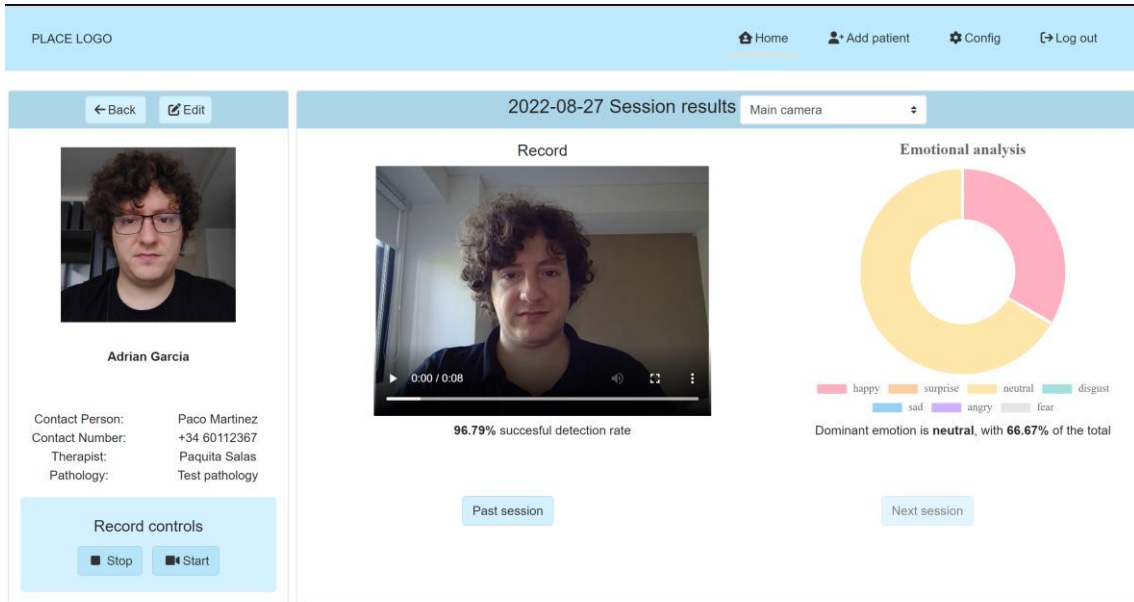 PLACE LOGO
Home
Add patient
Config
Log out
Back
Edit
2022-08-27 Session results
Main camera
Adrian Garcia
Contact Person: Paco Martinez
Contact Number: +34 60112367
Therapist: Paquita Salas
Pathology: Test pathology
Record controls
Stop
Start
Record
0:00 / 0:08
96.79% succesful detection rate
Past session
Emotional analysis
happy surprise neutral disgust
sad angry fear
Dominant emotion is neutral, with 66.67% of the total
Next session